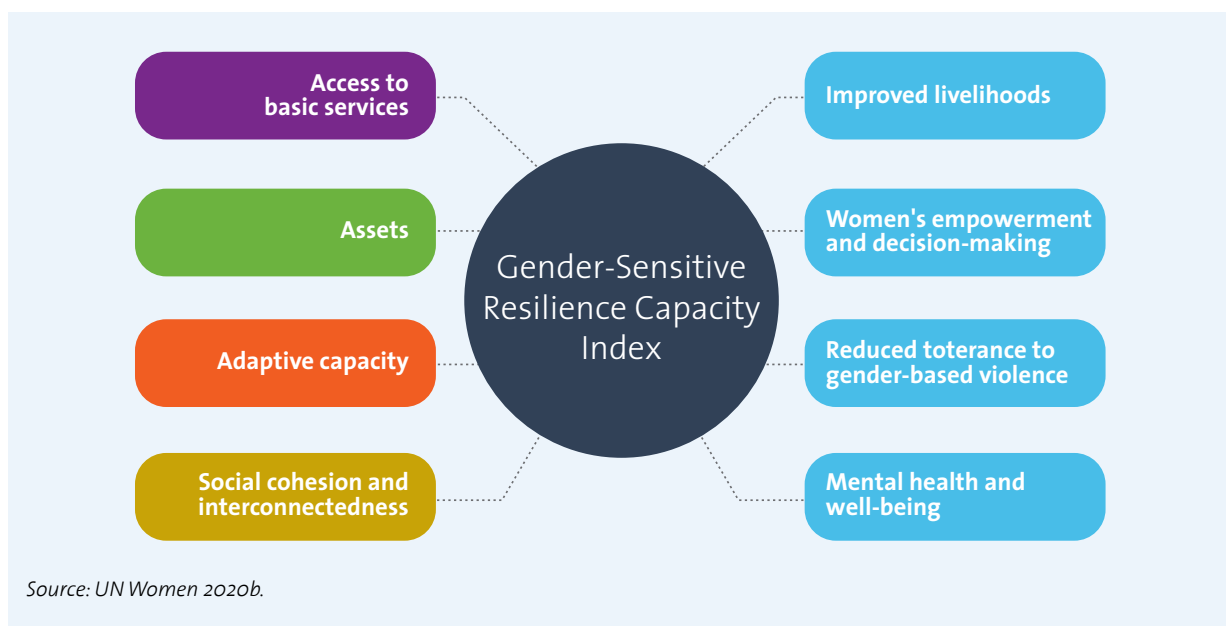 Access to
basic services
Assets
Adaptive capacity
Social cohesion and
interconnectedness
Gender-Sensitive
Resilience Capacity
Index
Improved livelihoods
Women's empowerment
and decision-making
Reduced toterance to
gender-based violence
Mental health and
well-being
Source: UN Women 2020b.